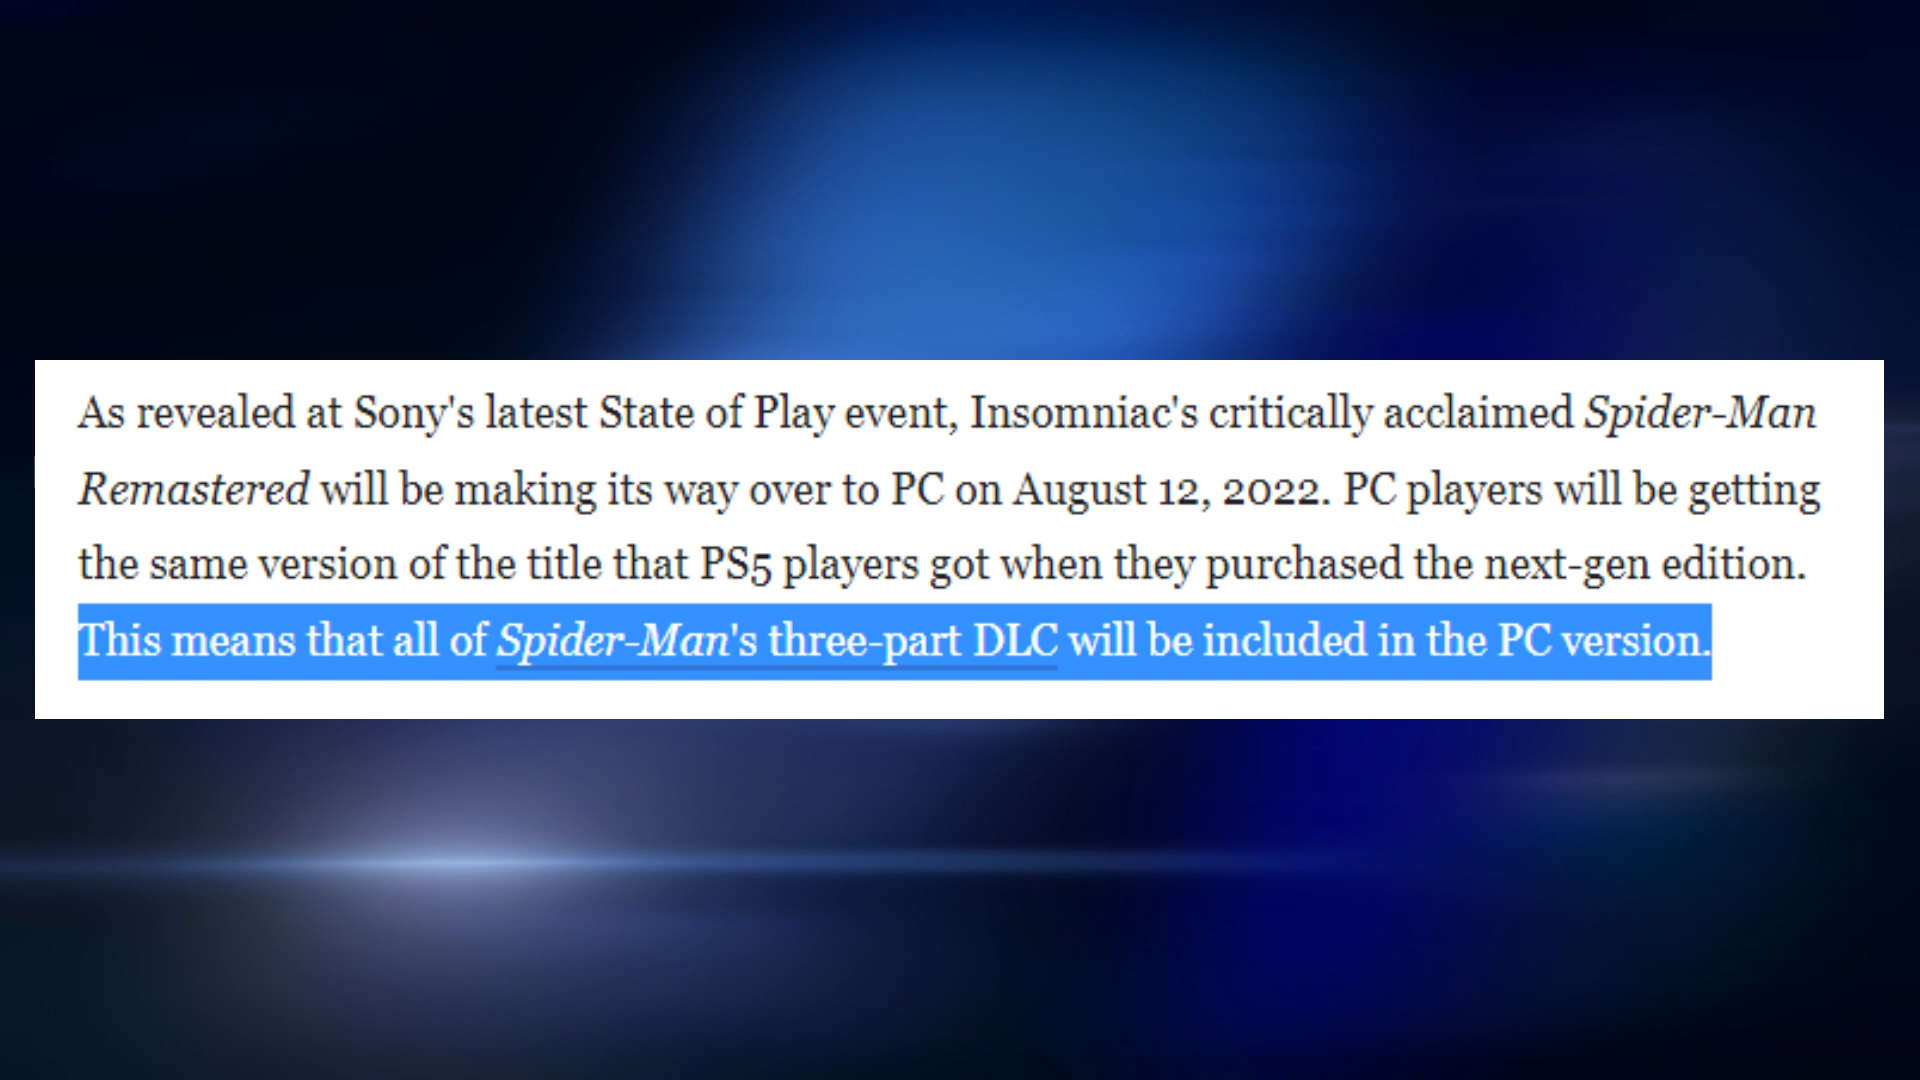 As revealed at Sony's latest State of Play event, Insomniac's critically acclaimed Spider-Man
Remastered will be making its way over to PC on August 12, 2022. PC players will be getting
the same version of the title that PS5 players got when they purchased the next-gen edition.
This means that all of Spider-Man's three-part DLC will be included in the PC version.